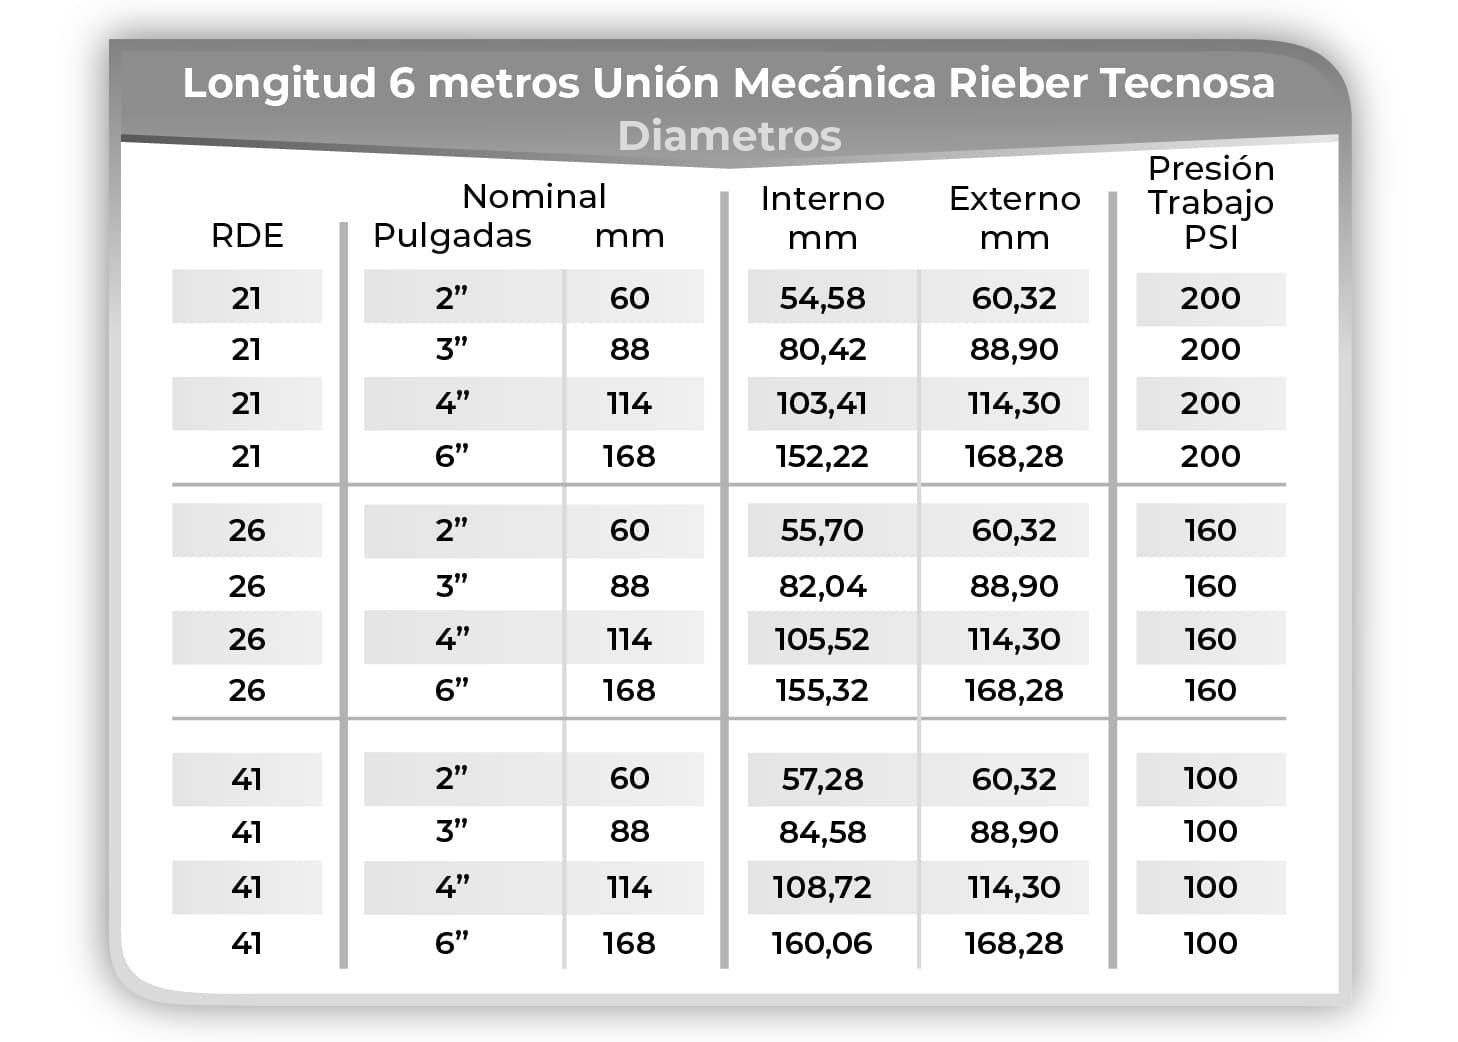 Longitud 6 metros Unión Mecánica Rieber Tecnosa
Diametros
RDE
Nominal
Pulgadas mm
Interno
mm
Externo
mm
Presión
Trabajo
PSI
21 2” 60 54,58 60,32 200
21 3” 88 80,42 88,90 200
21 4” 114 103,41 114,30 200
21 6” 168 152,22 168,28 200
26 2” 60 55,70 60,32 160
26 3” 88 82,04 88,90 160
26 4” 114 105,52 114,30 160
26 6” 168 155,32 168,28 160
41 2” 60 57,28 60,32 100
41 3” 88 84,58 88,90 100
41 4” 114 108,72 114,30 100
41 6” 168 160,06 168,28 100